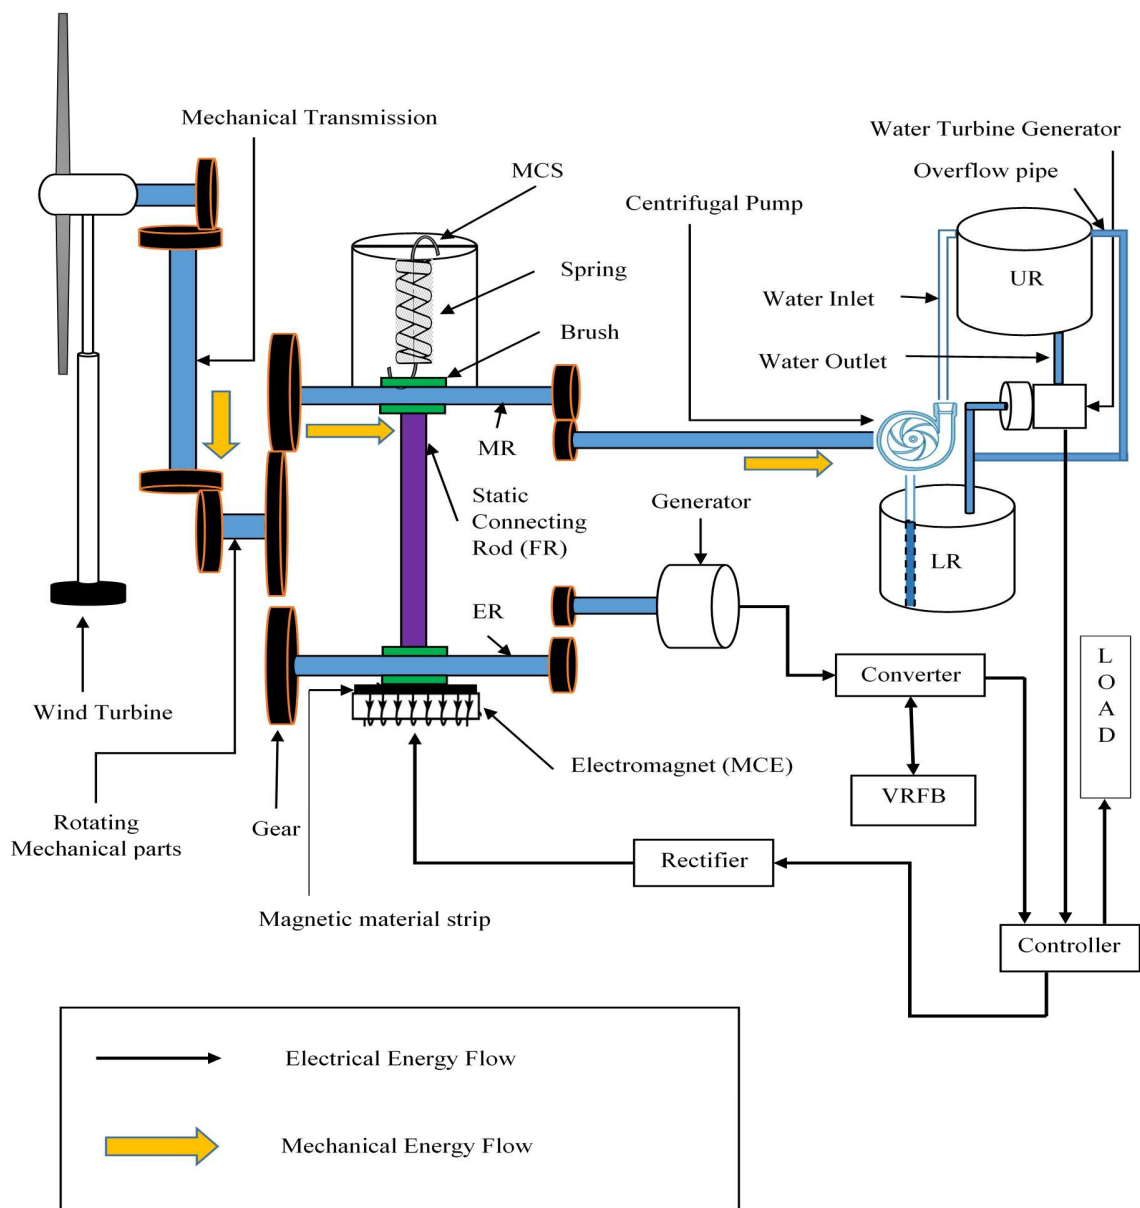 Mechanical Transmission
MCS
Water Turbine Generator
Overflow pipe
Centrifugal Pump
Spring
UR
Water Inlet
Brush
Water Outlet
MR
Static
Connecting
Rod (FR)
Generator
LR
ER
L
O
A
D
Converter
Wind Turbine
Electromagnet (MCE)
VRFB
Rotating
Mechanical parts
Gear
Rectifier
Magnetic material strip
Controller
Electrical Energy Flow
Mechanical Energy Flow